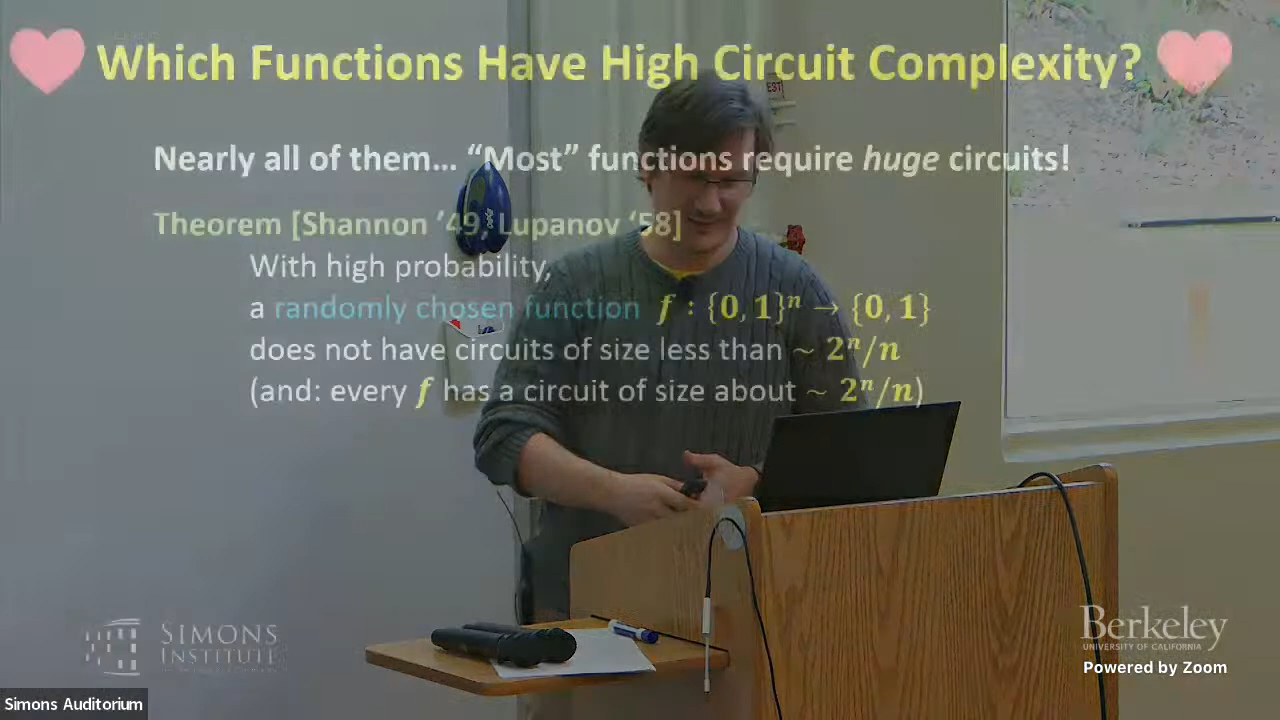 Which Functions Have High Circuit Complexity?
EST
Nearly all of them... “Most” functions require huge circuits!
Theorem [Shannon ’49, Lupanov ‘58]
With high probability,
a randomly chosen function f : {0, 1}ⁿ → {0, 1}
does not have circuits of size less than ~ 2ⁿ/n
(and: every f has a circuit of size about ~ 2ⁿ/n)
SIMONS
INSTITUTE
Berkeley
UNIVERSITY OF CALIFORNIA
Powered by Zoom
Simons Auditorium